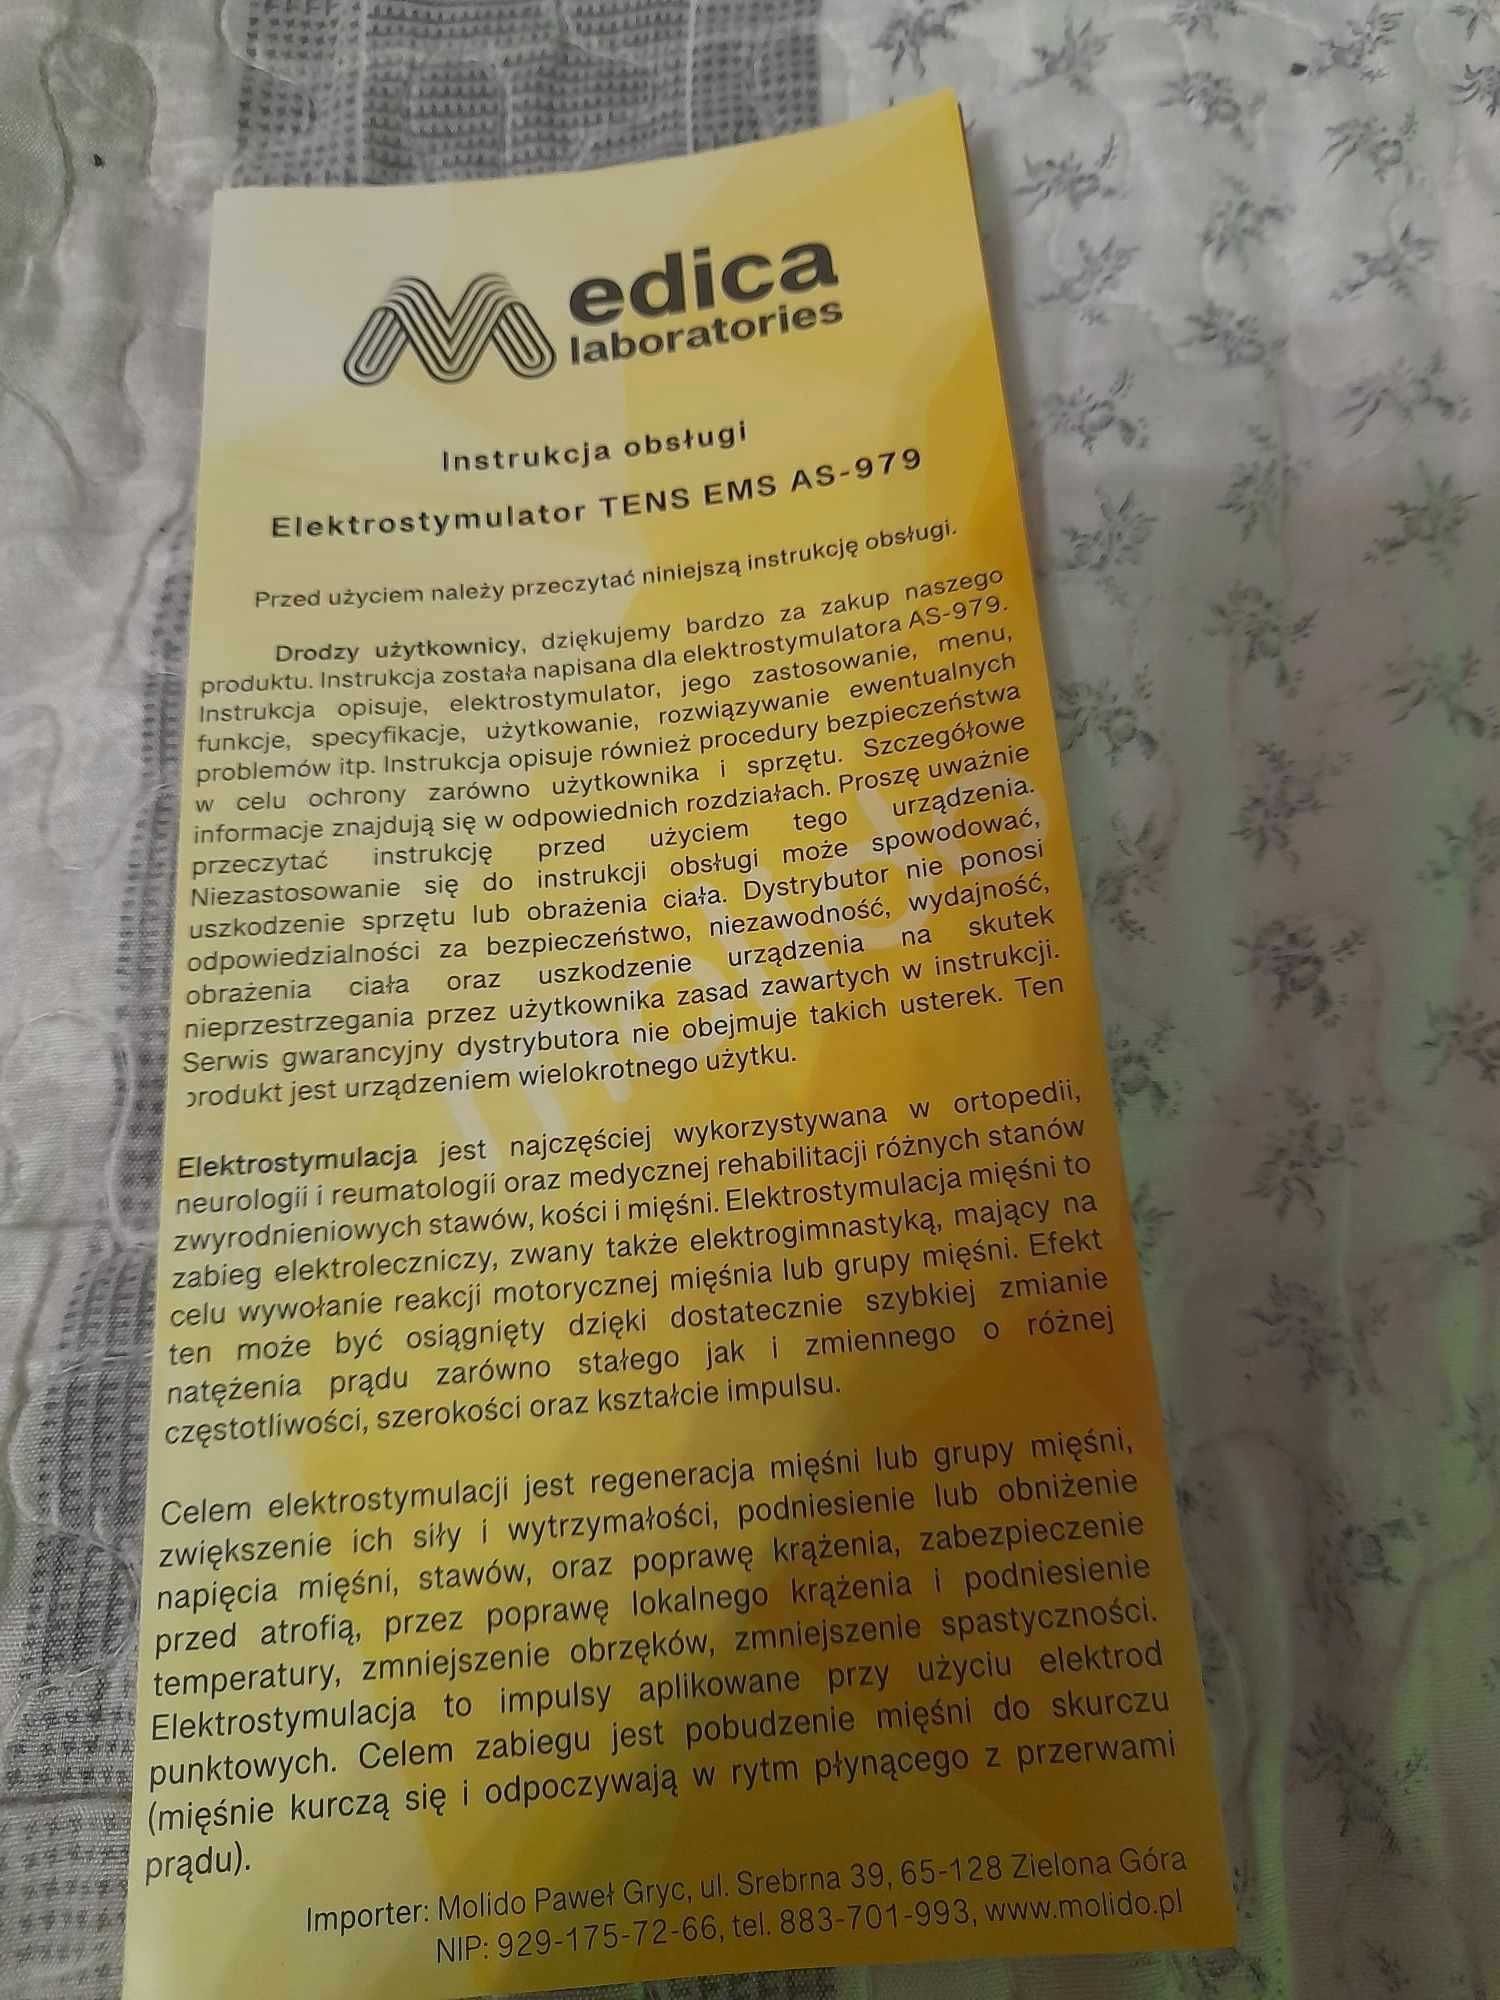 Medica
laboratories
Instrukcja obsługi
Elektrostymulator TENS EMS AS-979
Przed użyciem należy przeczytać niniejszą instrukcję obsługi.
Drodzy użytkownicy, dziękujemy bardzo za zakup naszego
produktu. Instrukcja została napisana dla elektrostymulatora AS-979.
Instrukcja opisuje, elektrostymulator, jego zastosowanie, menu,
funkcje, specyfikacje, użytkowanie, rozwiązywanie ewentualnych
problemów itp. Instrukcja opisuje również procedury bezpieczeństwa
w celu ochrony zarówno użytkownika i sprzętu. Szczegółowe
informacje znajdują się w odpowiednich rozdziałach. Proszę uważnie
przeczytać instrukcję przed użyciem tego urządzenia.
Niezastosowanie się do instrukcji obsługi może spowodować,
uszkodzenie sprzętu lub obrażenia ciała. Dystrybutor nie ponosi
odpowiedzialności za bezpieczeństwo, niezawodność, wydajność,
obrażenia ciała oraz uszkodzenie urządzenia na skutek
nieprzestrzegania przez użytkownika zasad zawartych w instrukcji.
Serwis gwarancyjny dystrybutora nie obejmuje takich usterek. Ten
produkt jest urządzeniem wielokrotnego użytku.
Elektrostymulacja jest najczęściej wykorzystywana w ortopedii,
neurologii i reumatologii oraz medycznej rehabilitacji różnych stanów
zwyrodnieniowych stawów, kości i mięśni. Elektrostymulacja mięśni to
zabieg elektroleczniczy, zwany także elektrogimnastyką, mający na
celu wywołanie reakcji motorycznej mięśnia lub grupy mięśni. Efekt
ten może być osiągnięty dzięki dostatecznie szybkiej zmianie
natężenia prądu zarówno stałego jak i zmiennego o różnej
częstotliwości, szerokości oraz kształcie impulsu.
Celem elektrostymulacji jest regeneracja mięśni lub grupy mięśni,
zwiększenie ich siły i wytrzymałości, podniesienie lub obniżenie
napięcia mięśni, stawów, oraz poprawę krążenia, zabezpieczenie
przed atrofią, przez poprawę lokalnego krążenia i podniesienie
temperatury, zmniejszenie obrzęków, zmniejszenie spastyczności.
Elektrostymulacja to impulsy aplikowane przy użyciu elektrod
punktowych. Celem zabiegu jest pobudzenie mięśni do skurczu
(mięśnie kurczą się i odpoczywają w rytm płynącego z przerwami
prądu).
Importer: Molido Paweł Gryc, ul. Srebrna 39, 65-128 Zielona Góra
NIP: 929-175-72-66, tel. 883-701-993, www.molido.pl
molido